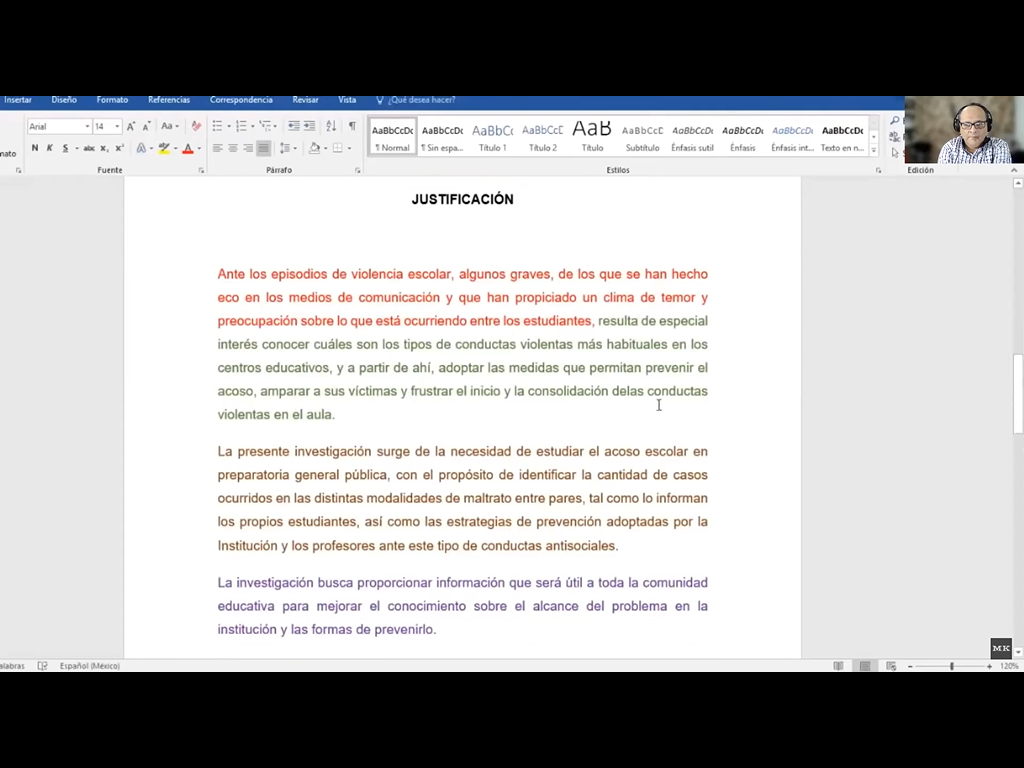 Insertar Diseño Formato Referencias Correspondencia Revisar Vista ¿Qué desea hacer?
Arial 14 A A Aa
AaBbCcDc AaBbCcDc AaBbCc AaBbCcC AaB AaBbCcC AaBbCcDc AaBbCcDc AaBbCcDc AaBbCcDc
mato N K S abc x₂ x² A A ¶ Normal ¶ Sin espa... Título 1 Título 2 Título Subtítulo Énfasis sutil Énfasis Énfasis int... Texto en n...
Fuente Párrafo Estilos Edición
JUSTIFICACIÓN
Ante los episodios de violencia escolar, algunos graves, de los que se han hecho
eco en los medios de comunicación y que han propiciado un clima de temor y
preocupación sobre lo que está ocurriendo entre los estudiantes, resulta de especial
interés conocer cuáles son los tipos de conductas violentas más habituales en los
centros educativos, y a partir de ahí, adoptar las medidas que permitan prevenir el
acoso, amparar a sus víctimas y frustrar el inicio y la consolidación delas conductas
violentas en el aula.
La presente investigación surge de la necesidad de estudiar el acoso escolar en
preparatoria general pública, con el propósito de identificar la cantidad de casos
ocurridos en las distintas modalidades de maltrato entre pares, tal como lo informan
los propios estudiantes, así como las estrategias de prevención adoptadas por la
Institución y los profesores ante este tipo de conductas antisociales.
La investigación busca proporcionar información que será útil a toda la comunidad
educativa para mejorar el conocimiento sobre el alcance del problema en la
institución y las formas de prevenirlo.
MK
alabras Español (México) 120%